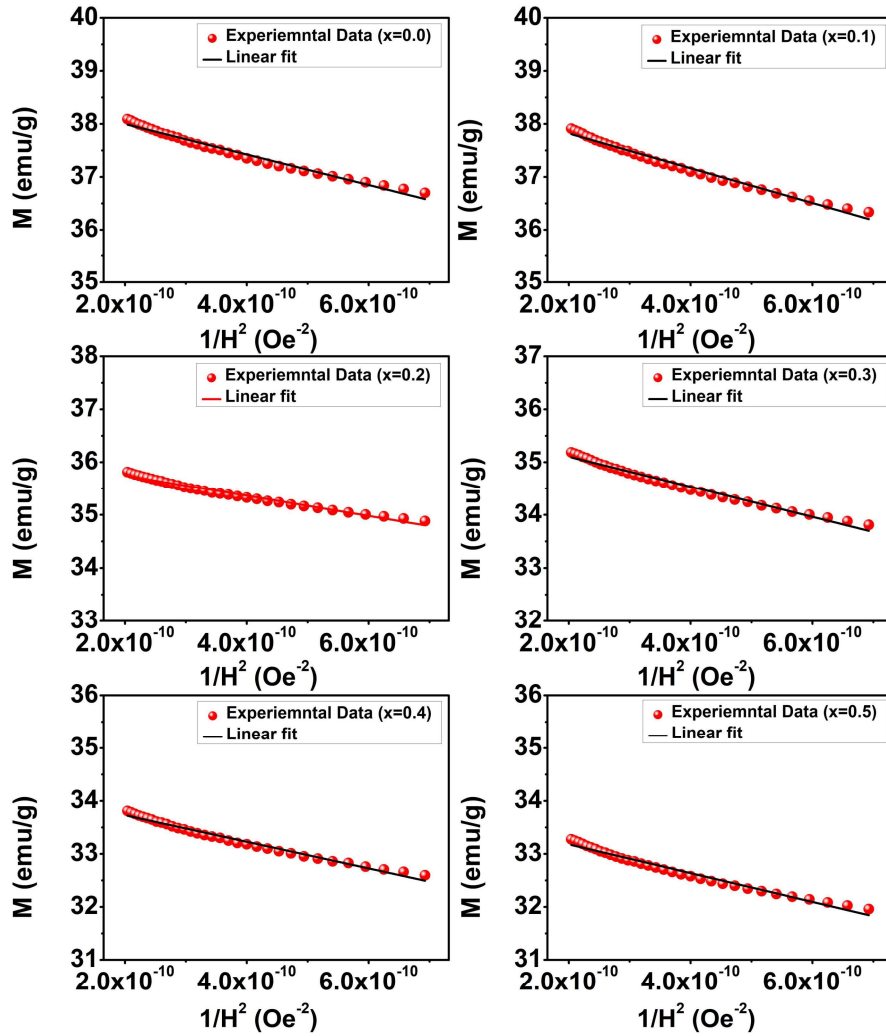 40
39
38
37
36
35
M (emu/g)
Experiemntal Data (x=0.0)
Linear fit
2.0x10⁻¹⁰ 4.0x10⁻¹⁰ 6.0x10⁻¹⁰
1/H² (Oe⁻²)
40
39
38
37
36
35
M (emu/g)
Experiemntal Data (x=0.1)
Linear fit
2.0x10⁻¹⁰ 4.0x10⁻¹⁰ 6.0x10⁻¹⁰
1/H² (Oe⁻²)
38
37
36
35
34
33
M (emu/g)
Experiemntal Data (x=0.2)
Linear fit
2.0x10⁻¹⁰ 4.0x10⁻¹⁰ 6.0x10⁻¹⁰
1/H² (Oe⁻²)
37
36
35
34
33
32
M (emu/g)
Experiemntal Data (x=0.3)
Linear fit
2.0x10⁻¹⁰ 4.0x10⁻¹⁰ 6.0x10⁻¹⁰
1/H² (Oe⁻²)
36
35
34
33
32
31
M (emu/g)
Experiemntal Data (x=0.4)
Linear fit
2.0x10⁻¹⁰ 4.0x10⁻¹⁰ 6.0x10⁻¹⁰
1/H² (Oe⁻²)
36
35
34
33
32
31
M (emu/g)
Experiemntal Data (x=0.5)
Linear fit
2.0x10⁻¹⁰ 4.0x10⁻¹⁰ 6.0x10⁻¹⁰
1/H² (Oe⁻²)